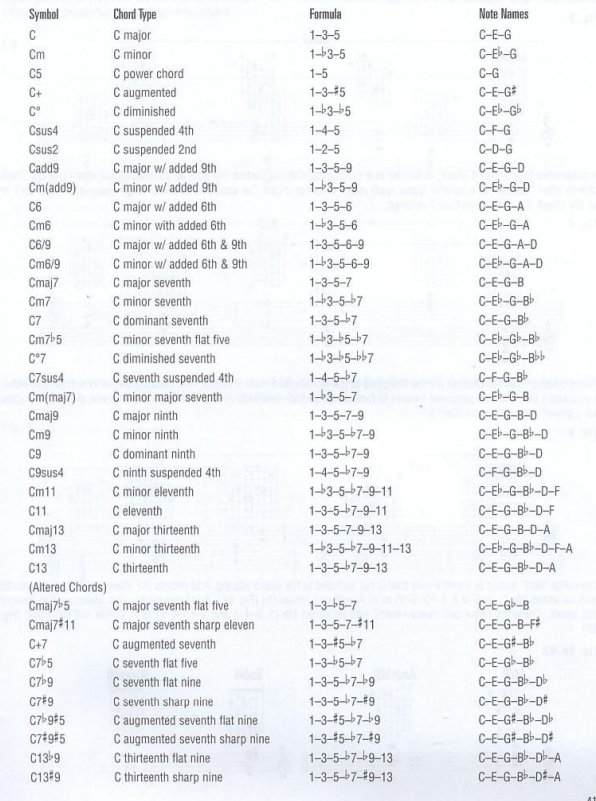 Symbol Chord Type Formula Note Names
C C major 1–3–5 C–E–G
Cm C minor 1–♭3–5 C–E♭–G
C5 C power chord 1–5 C–G
C+ C augmented 1–3–♯5 C–E–G♯
C° C diminished 1–♭3–♭5 C–E♭–G♭
Csus4 C suspended 4th 1–4–5 C–F–G
Csus2 C suspended 2nd 1–2–5 C–D–G
Cadd9 C major w/ added 9th 1–3–5–9 C–E–G–D
Cm(add9) C minor w/ added 9th 1–♭3–5–9 C–E♭–G–D
C6 C major w/ added 6th 1–3–5–6 C–E–G–A
Cm6 C minor with added 6th 1–♭3–5–6 C–E♭–G–A
C6/9 C major w/ added 6th & 9th 1–3–5–6–9 C–E–G–A–D
Cm6/9 C minor w/ added 6th & 9th 1–♭3–5–6–9 C–E♭–G–A–D
Cmaj7 C major seventh 1–3–5–7 C–E–G–B
Cm7 C minor seventh 1–♭3–5–♭7 C–E♭–G–B♭
C7 C dominant seventh 1–3–5–♭7 C–E–G–B♭
Cm7♭5 C minor seventh flat five 1–♭3–♭5–♭7 C–E♭–G♭–B♭
C°7 C diminished seventh 1–♭3–♭5–♭♭7 C–E♭–G♭–B♭♭
C7sus4 C seventh suspended 4th 1–4–5–♭7 C–F–G–B♭
Cm(maj7) C minor major seventh 1–♭3–5–7 C–E♭–G–B
Cmaj9 C major ninth 1–3–5–7–9 C–E–G–B–D
Cm9 C minor ninth 1–♭3–5–♭7–9 C–E♭–G–B♭–D
C9 C dominant ninth 1–3–5–♭7–9 C–E–G–B♭–D
C9sus4 C ninth suspended 4th 1–4–5–♭7–9 C–F–G–B♭–D
Cm11 C minor eleventh 1–♭3–5–♭7–9–11 C–E♭–G–B♭–D–F
C11 C eleventh 1–3–5–♭7–9–11 C–E–G–B♭–D–F
Cmaj13 C major thirteenth 1–3–5–7–9–13 C–E–G–B–D–A
Cm13 C minor thirteenth 1–♭3–5–♭7–9–11–13 C–E♭–G–B♭–D–F–A
C13 C thirteenth 1–3–5–♭7–9–13 C–E–G–B♭–D–A
(Altered Chords)
Cmaj7♭5 C major seventh flat five 1–3–♭5–7 C–E–G♭–B
Cmaj7♯11 C major seventh sharp eleven 1–3–5–7–♯11 C–E–G–B–F♯
C+7 C augmented seventh 1–3–♯5–♭7 C–E–G♯–B♭
C7♭5 C seventh flat five 1–3–♭5–♭7 C–E–G♭–B♭
C7♭9 C seventh flat nine 1–3–5–♭7–♭9 C–E–G–B♭–D♭
C7♯9 C seventh sharp nine 1–3–5–♭7–♯9 C–E–G–B♭–D♯
C7♭9♯5 C augmented seventh flat nine 1–3–♯5–♭7–♭9 C–E–G♯–B♭–D♭
C7♯9♯5 C augmented seventh sharp nine 1–3–♯5–♭7–♯9 C–E–G♯–B♭–D♯
C13♭9 C thirteenth flat nine 1–3–5–♭7–♭9–13 C–E–G–B♭–D♭–A
C13♯9 C thirteenth sharp nine 1–3–5–♭7–♯9–13 C–E–G–B♭–D♯–A